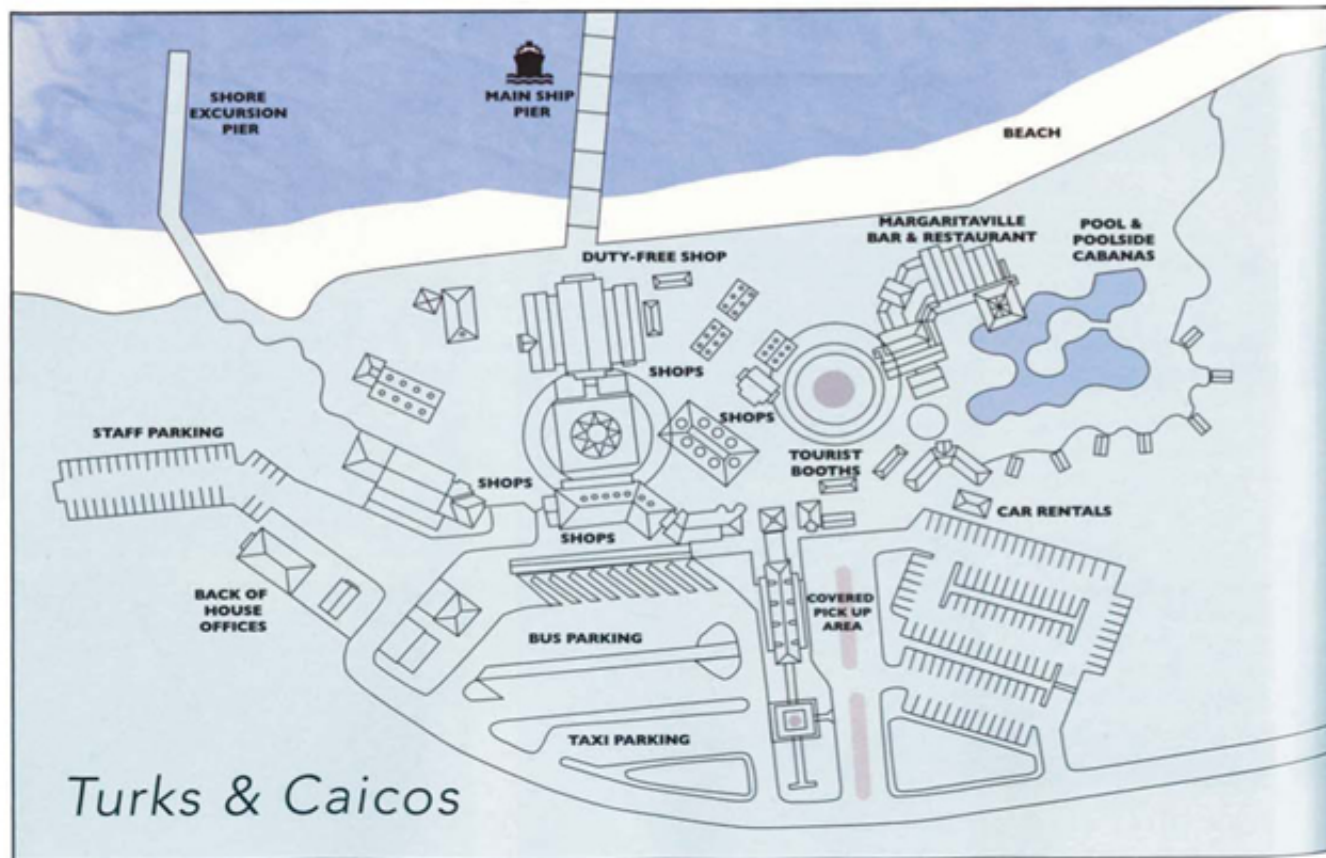 SHORE
EXCURSION
PIER
MAIN SHIP
PIER
BEACH
MARGARITAVILLE
BAR & RESTAURANT
POOL &
POOLSIDE
CABANAS
DUTY-FREE SHOP
SHOPS
SHOPS
STAFF PARKING
TOURIST
BOOTHS
SHOPS
CAR RENTALS
SHOPS
BACK OF
HOUSE
OFFICES
COVERED
PICK UP
AREA
BUS PARKING
TAXI PARKING
Turks & Caicos